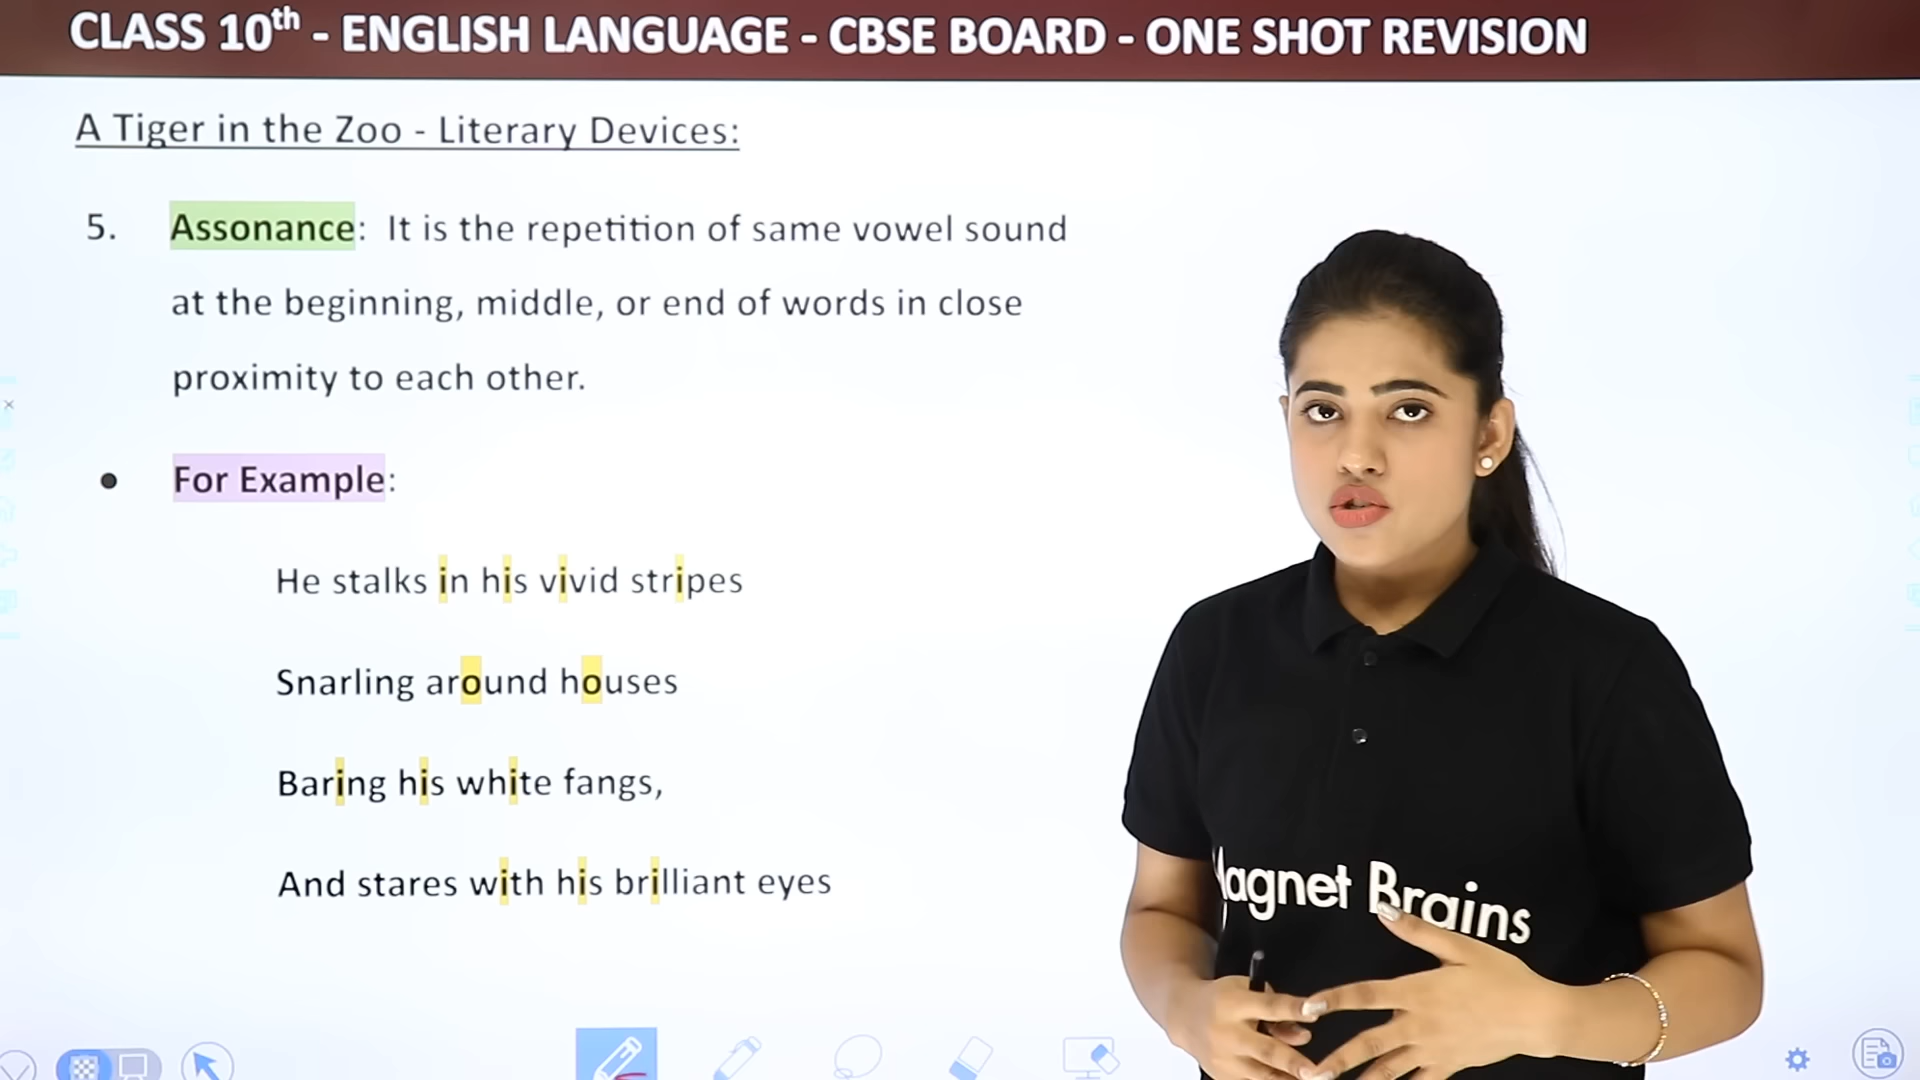 CLASS 10th - ENGLISH LANGUAGE - CBSE BOARD - ONE SHOT REVISION
A Tiger in the Zoo - Literary Devices:
5. Assonance: It is the repetition of same vowel sound
at the beginning, middle, or end of words in close
proximity to each other.
• For Example:
He stalks in his vivid stripes
Snarling around houses
Baring his white fangs,
And stares with his brilliant eyes
Magnet Brains